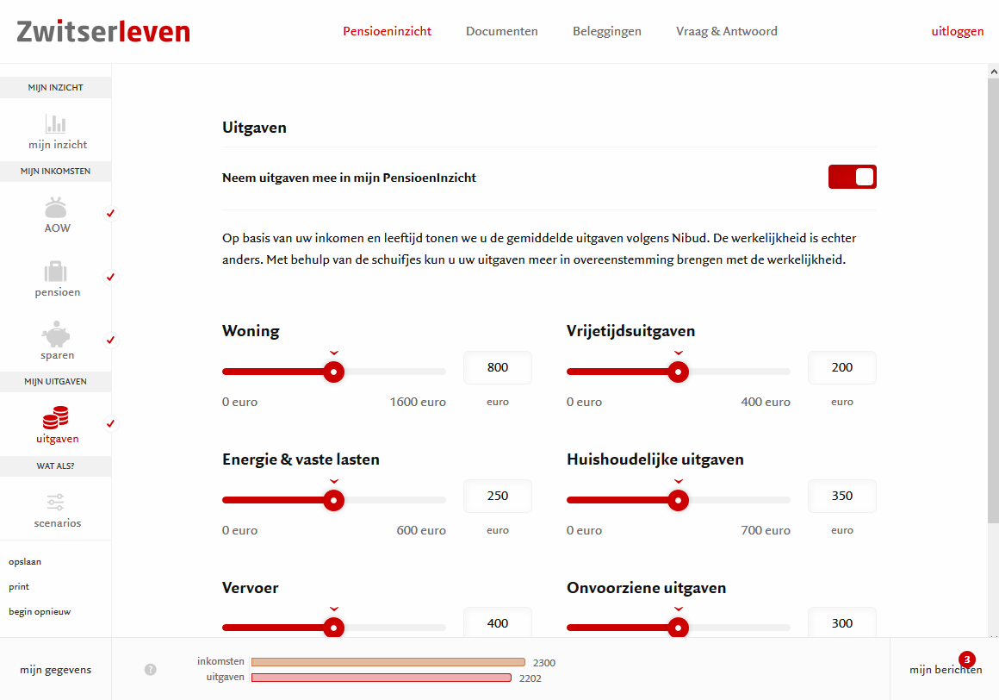 Zwitserleven
Pensioeninzicht
Documenten
Beleggingen
Vraag & Antwoord
uitloggen
MIJN INZICHT
mijn inzicht
MIJN INKOMSTEN
AOW
pensioen
sparen
MIJN UITGAVEN
uitgaven
WAT ALS?
scenarios
opslaan
print
begin opnieuw
Uitgaven
Neem uitgaven mee in mijn PensioenInzicht
Op basis van uw inkomen en leeftijd tonen we u de gemiddelde uitgaven volgens Nibud. De werkelijkheid is echter
anders. Met behulp van de schuifjes kun u uw uitgaven meer in overeenstemming brengen met de werkelijkheid.
Woning
800
0 euro
1600 euro
euro
Vrijetijdsuitgaven
200
0 euro
400 euro
euro
Energie & vaste lasten
250
0 euro
600 euro
euro
Huishoudelijke uitgaven
350
0 euro
700 euro
euro
Vervoer
400
Onvoorziene uitgaven
300
mijn gegevens
?
inkomsten
2300
uitgaven
2202
3
mijn berichten